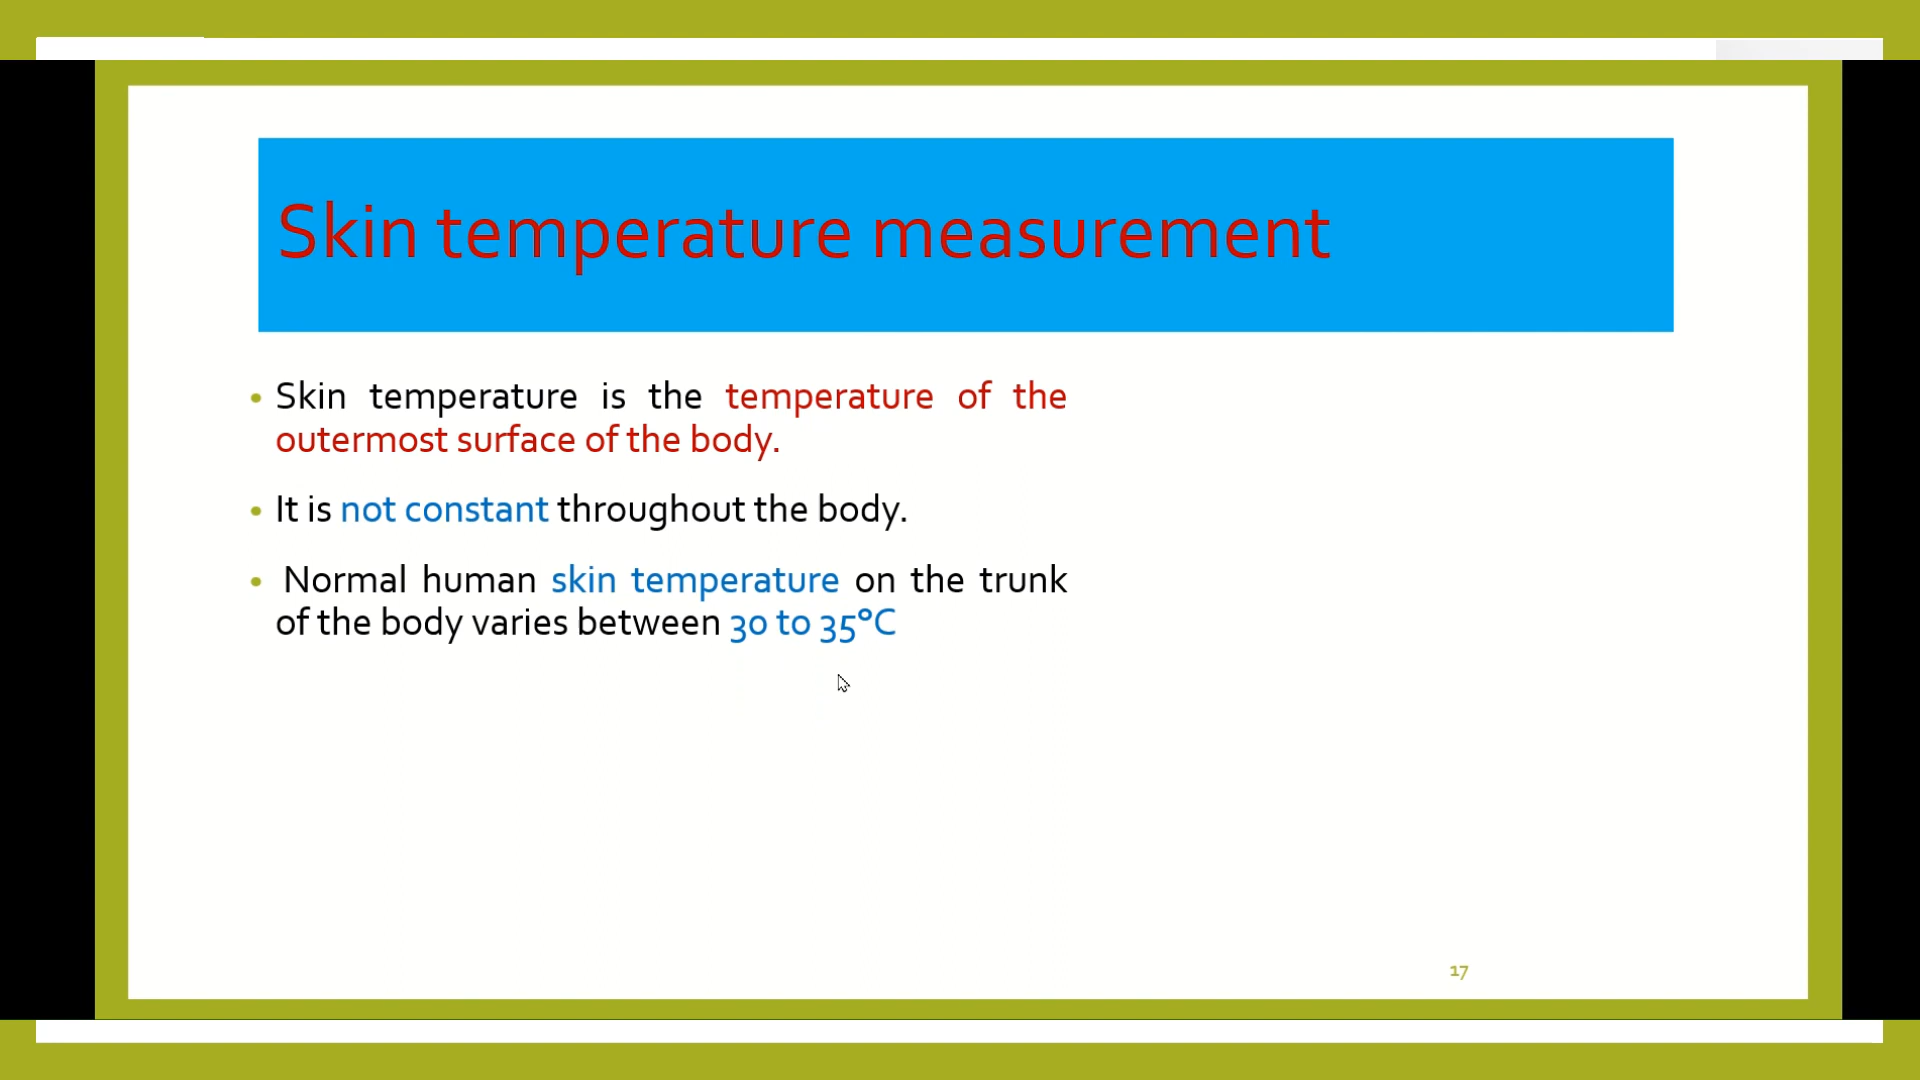 Skin temperature measurement
• Skin temperature is the temperature of the
outermost surface of the body.
• It is not constant throughout the body.
• Normal human skin temperature on the trunk
of the body varies between 30 to 35°C
17